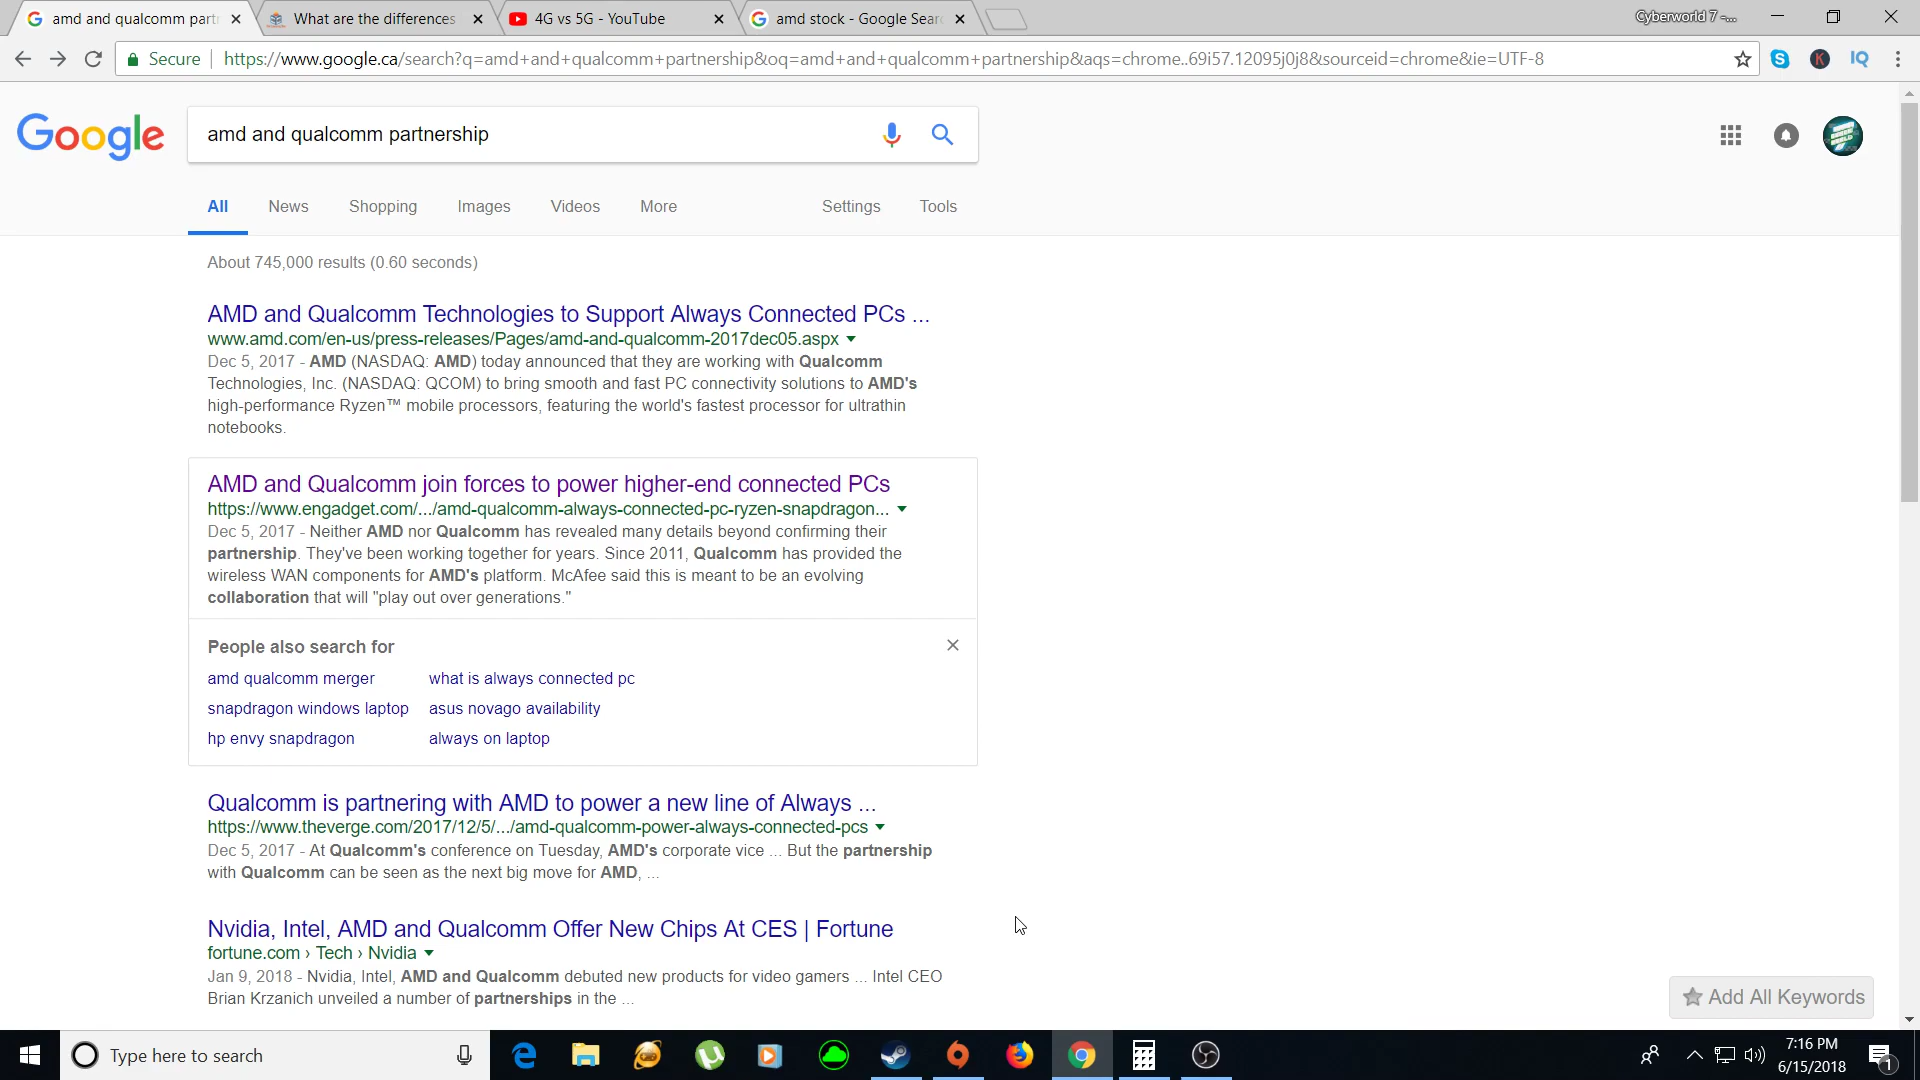 amd and qualcomm part
What are the differences
4G vs 5G - YouTube
amd stock - Google Sear
Cyberworld 7 -...
Secure
https://www.google.ca/search?q=amd+and+qualcomm+partnership&oq=amd+and+qualcomm+partnership&aqs=chrome..69i57.12095j0j8&sourceid=chrome&ie=UTF-8
S
K
IQ
Google
amd and qualcomm partnership
All
News
Shopping
Images
Videos
More
Settings
Tools
About 745,000 results (0.60 seconds)
AMD and Qualcomm Technologies to Support Always Connected PCs ...
www.amd.com/en-us/press-releases/Pages/amd-and-qualcomm-2017dec05.aspx
Dec 5, 2017 - AMD (NASDAQ: AMD) today announced that they are working with Qualcomm
Technologies, Inc. (NASDAQ: QCOM) to bring smooth and fast PC connectivity solutions to AMD's
high-performance Ryzen™ mobile processors, featuring the world's fastest processor for ultrathin
notebooks.
AMD and Qualcomm join forces to power higher-end connected PCs
https://www.engadget.com/.../amd-qualcomm-always-connected-pc-ryzen-snapdragon...
Dec 5, 2017 - Neither AMD nor Qualcomm has revealed many details beyond confirming their
partnership. They've been working together for years. Since 2011, Qualcomm has provided the
wireless WAN components for AMD's platform. McAfee said this is meant to be an evolving
collaboration that will "play out over generations."
People also search for
amd qualcomm merger
what is always connected pc
snapdragon windows laptop
asus novago availability
hp envy snapdragon
always on laptop
Qualcomm is partnering with AMD to power a new line of Always ...
https://www.theverge.com/2017/12/5/.../amd-qualcomm-power-always-connected-pcs
Dec 5, 2017 - At Qualcomm's conference on Tuesday, AMD's corporate vice ... But the partnership
with Qualcomm can be seen as the next big move for AMD, ...
Nvidia, Intel, AMD and Qualcomm Offer New Chips At CES | Fortune
fortune.com › Tech › Nvidia
Jan 9, 2018 - Nvidia, Intel, AMD and Qualcomm debuted new products for video gamers ... Intel CEO
Brian Krzanich unveiled a number of partnerships in the ...
Add All Keywords
Type here to search
7:16 PM
6/15/2018
1